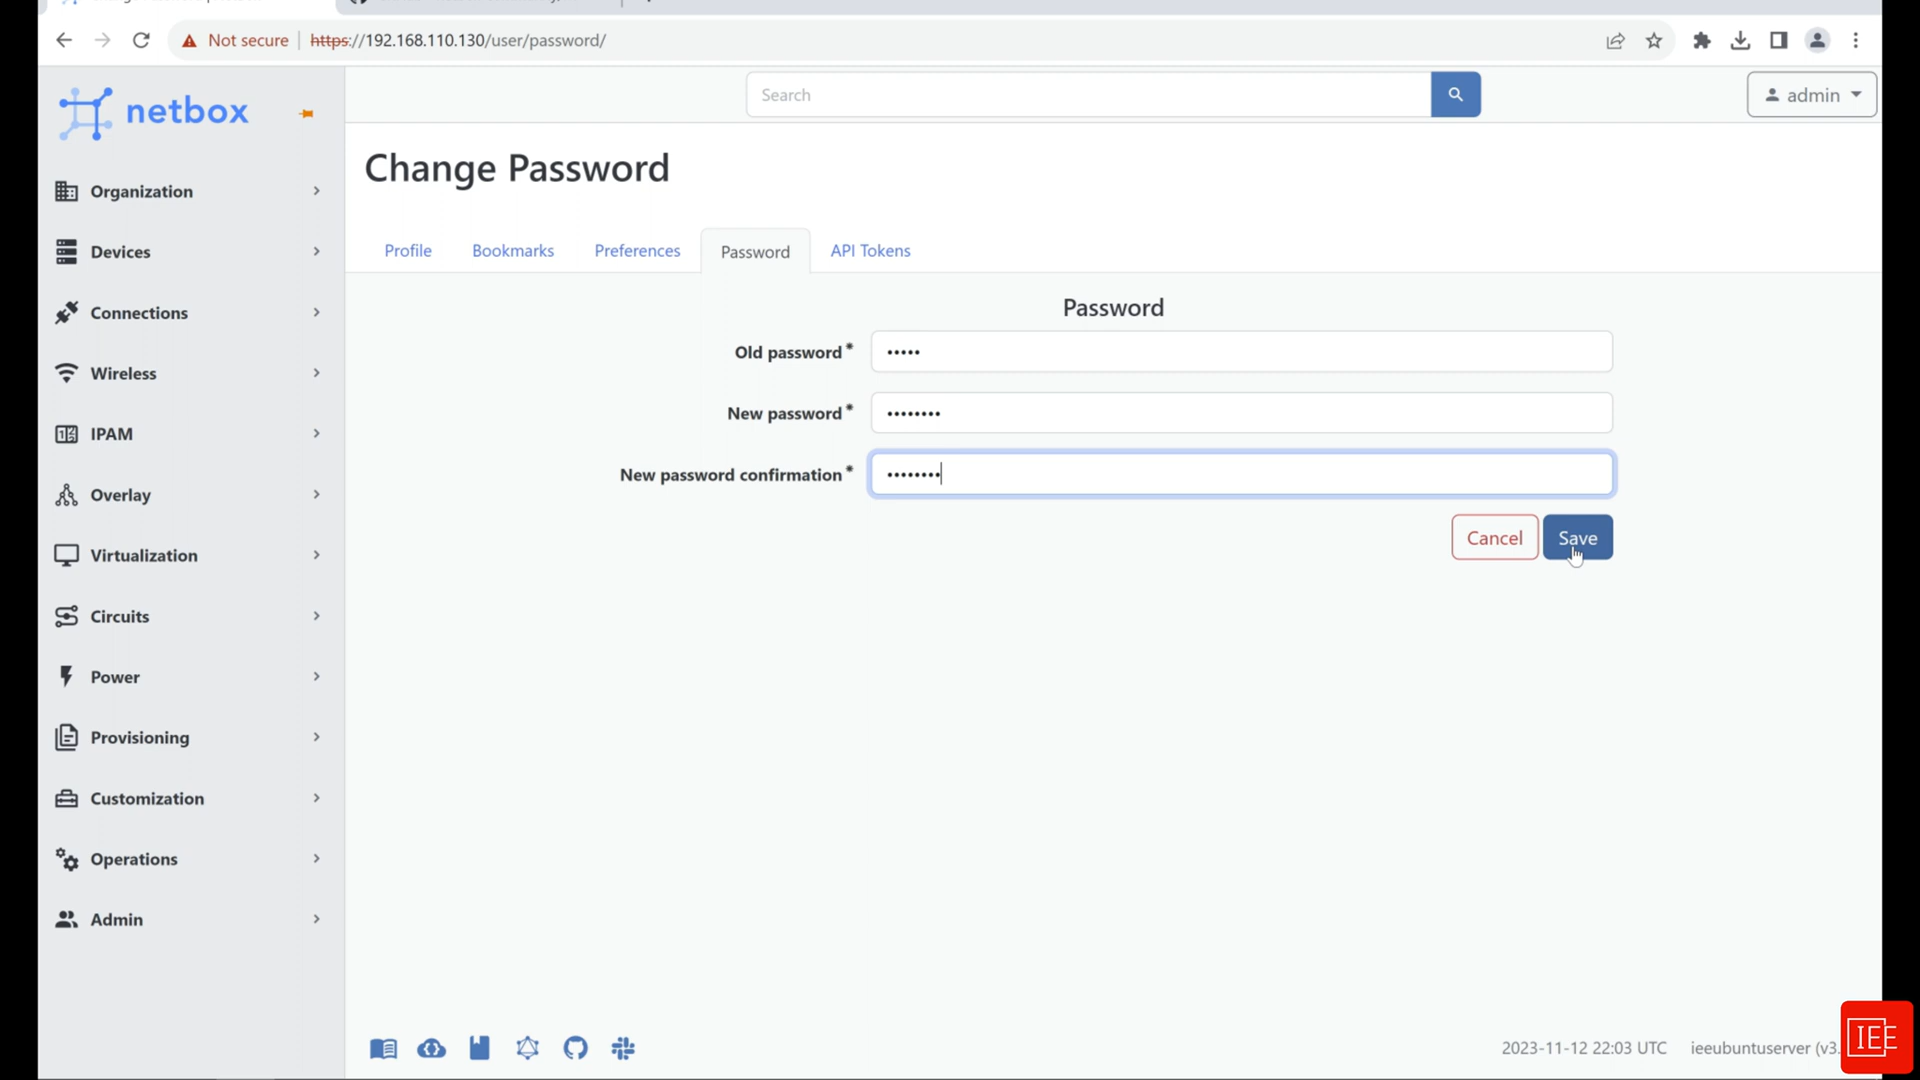 Not secure | https://192.168.110.130/user/password/
netbox
Search
admin
Organization
Devices
Connections
Wireless
IPAM
Overlay
Virtualization
Circuits
Power
Provisioning
Customization
Operations
Admin
Change Password
Profile
Bookmarks
Preferences
Password
API Tokens
Password
Old password*
•••••
New password*
••••••••
New password confirmation*
••••••••
Cancel
Save
2023-11-12 22:03 UTC
ieeubuntuserver (v3.
IEE